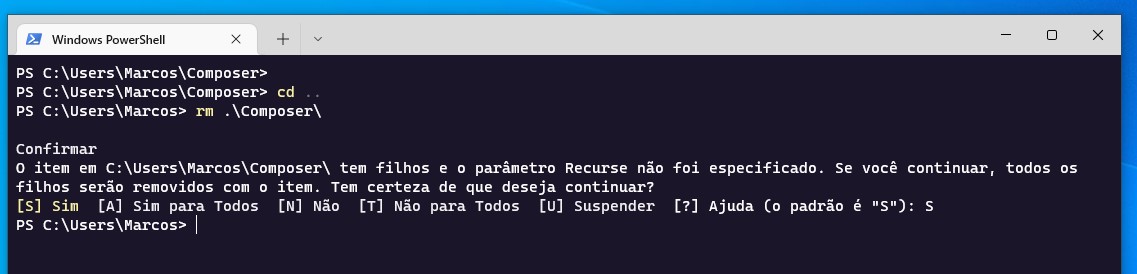 Windows PowerShell
PS C:\Users\Marcos\Composer>
PS C:\Users\Marcos\Composer> cd ..
PS C:\Users\Marcos> rm .\Composer\
Confirmar
O item em C:\Users\Marcos\Composer\ tem filhos e o parâmetro Recurse não foi especificado. Se você continuar, todos os
filhos serão removidos com o item. Tem certeza de que deseja continuar?
[S] Sim  [A] Sim para Todos  [N] Não  [T] Não para Todos  [U] Suspender  [?] Ajuda (o padrão é "S"): S
PS C:\Users\Marcos>